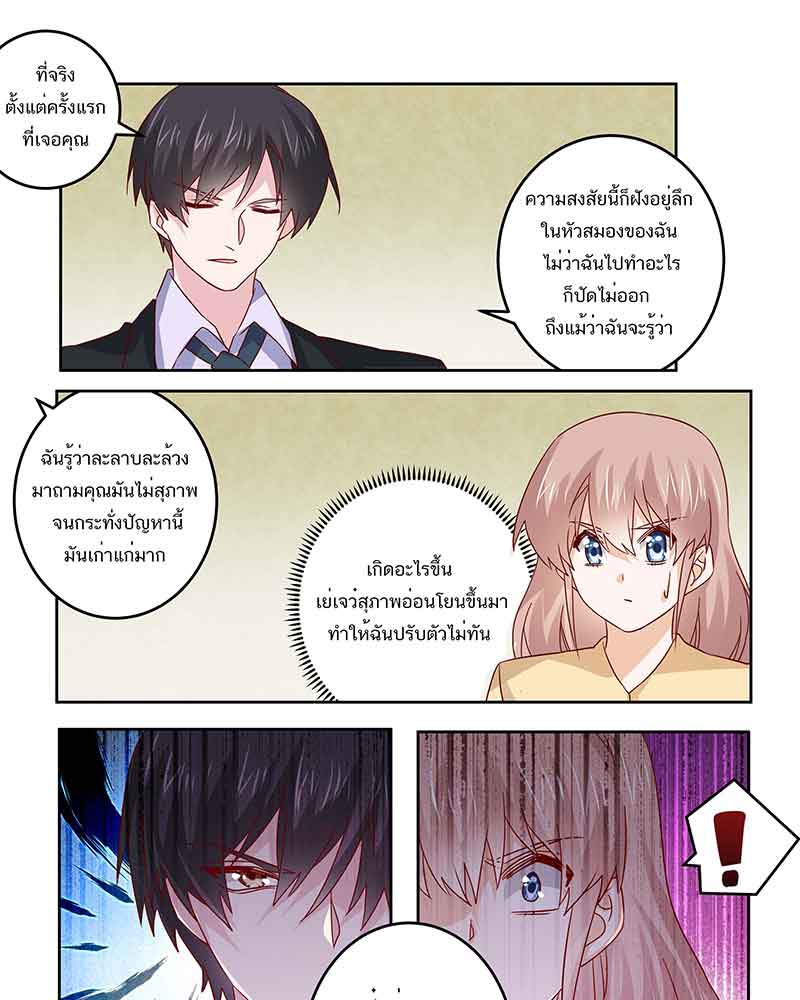 ที่จริง
ตั้งแต่ครั้งแรก
ที่เจอคุณ
ความสงสัยนี้ก็ฝังอยู่ลึก
ในหัวสมองของฉัน
ไม่ว่าฉันไปทำอะไร
ก็ปัดไม่ออก
ถึงแม้ว่าฉันจะรู้ว่า
ฉันรู้ว่าละลาบละล้วง
มาถามคุณมันไม่สุภาพ
จนกระทั่งปัญหานี้
มันเก่าแก่มาก
เกิดอะไรขึ้น
เย่เจว๋สุภาพอ่อนโยนขึ้นมา
ทำให้ฉันปรับตัวไม่ทัน
!